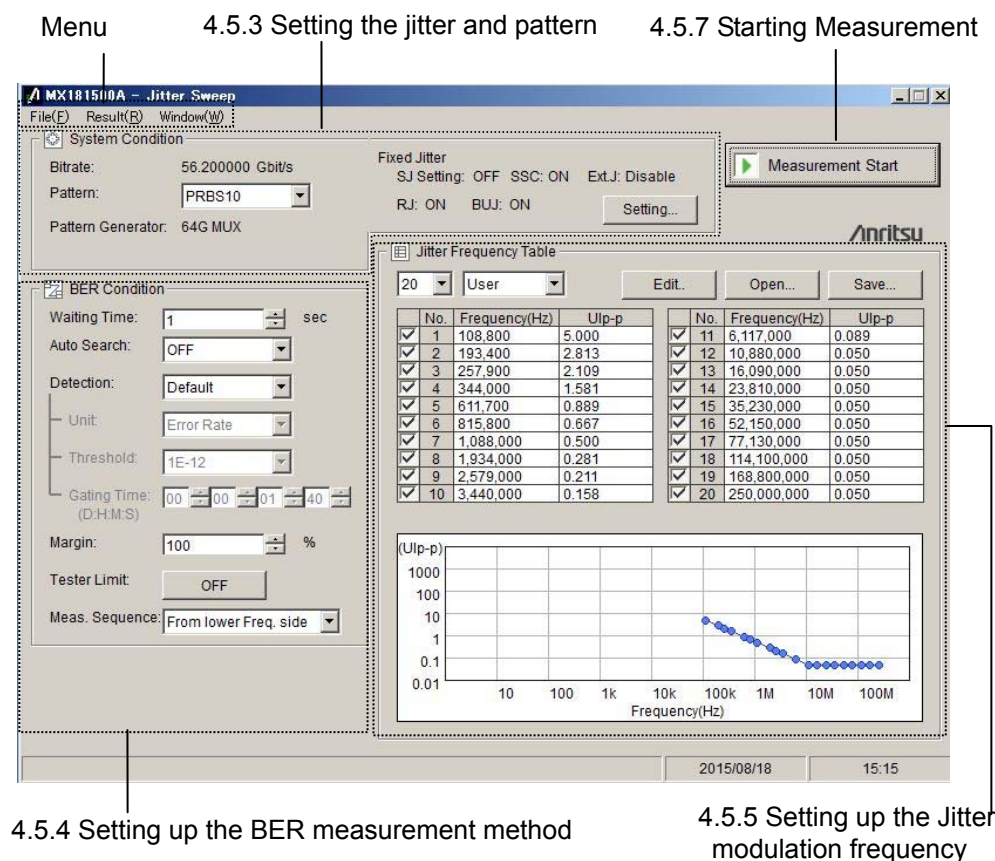 Menu
4.5.3 Setting the jitter and pattern
4.5.7 Starting Measurement
MX181500A - Jitter Sweep
File(F) Result(R) Window(W)
System Condition
Bitrate: 56.200000 Gbit/s
Pattern: PRBS10
Pattern Generator: 64G MUX
Fixed Jitter
SJ Setting: OFF SSC: ON Ext.J: Disable
RJ: ON BUJ: ON Setting...
Measurement Start
Anritsu
BER Condition
Waiting Time: 1 sec
Auto Search: OFF
Detection: Default
Unit: Error Rate
Threshold: 1E-12
Gating Time: 00 00 01 40
(D:H:M:S)
Margin: 100 %
Tester Limit: OFF
Meas. Sequence: From lower Freq. side
Jitter Frequency Table
20 User Edit.. Open... Save...
No. Frequency(Hz) UIp-p No. Frequency(Hz) UIp-p
1 108,800 5.000 11 6,117,000 0.089
2 193,400 2.813 12 10,880,000 0.050
3 257,900 2.109 13 16,090,000 0.050
4 344,000 1.581 14 23,810,000 0.050
5 611,700 0.889 15 35,230,000 0.050
6 815,800 0.667 16 52,150,000 0.050
7 1,088,000 0.500 17 77,130,000 0.050
8 1,934,000 0.281 18 114,100,000 0.050
9 2,579,000 0.211 19 168,800,000 0.050
10 3,440,000 0.158 20 250,000,000 0.050
(UIp-p)
1000
100
10
1
0.1
0.01
10 100 1k 10k 100k 1M 10M 100M
Frequency(Hz)
2015/08/18 15:15
4.5.4 Setting up the BER measurement method
4.5.5 Setting up the Jitter
modulation frequency